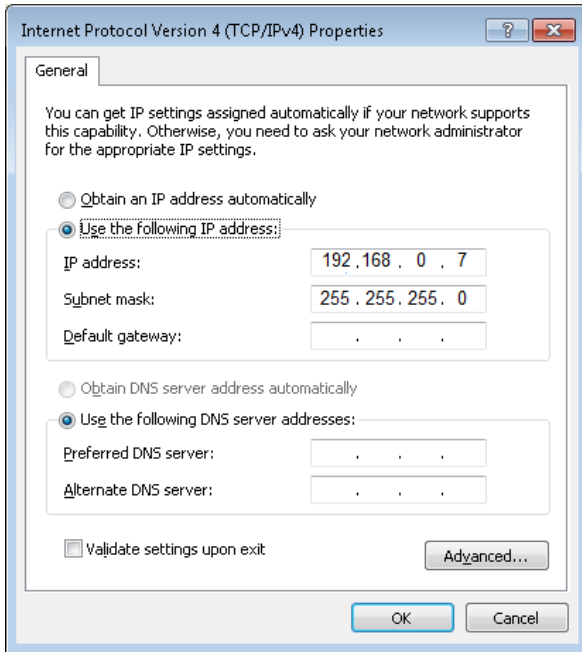 Internet Protocol Version 4 (TCP/IPv4) Properties
General
You can get IP settings assigned automatically if your network supports
this capability. Otherwise, you need to ask your network administrator
for the appropriate IP settings.
Obtain an IP address automatically
Use the following IP address:
IP address: 192 . 168 . 0 . 7
Subnet mask: 255 . 255 . 255 . 0
Default gateway: . . .
Obtain DNS server address automatically
Use the following DNS server addresses:
Preferred DNS server: . . .
Alternate DNS server: . . .
Validate settings upon exit
Advanced...
OK Cancel